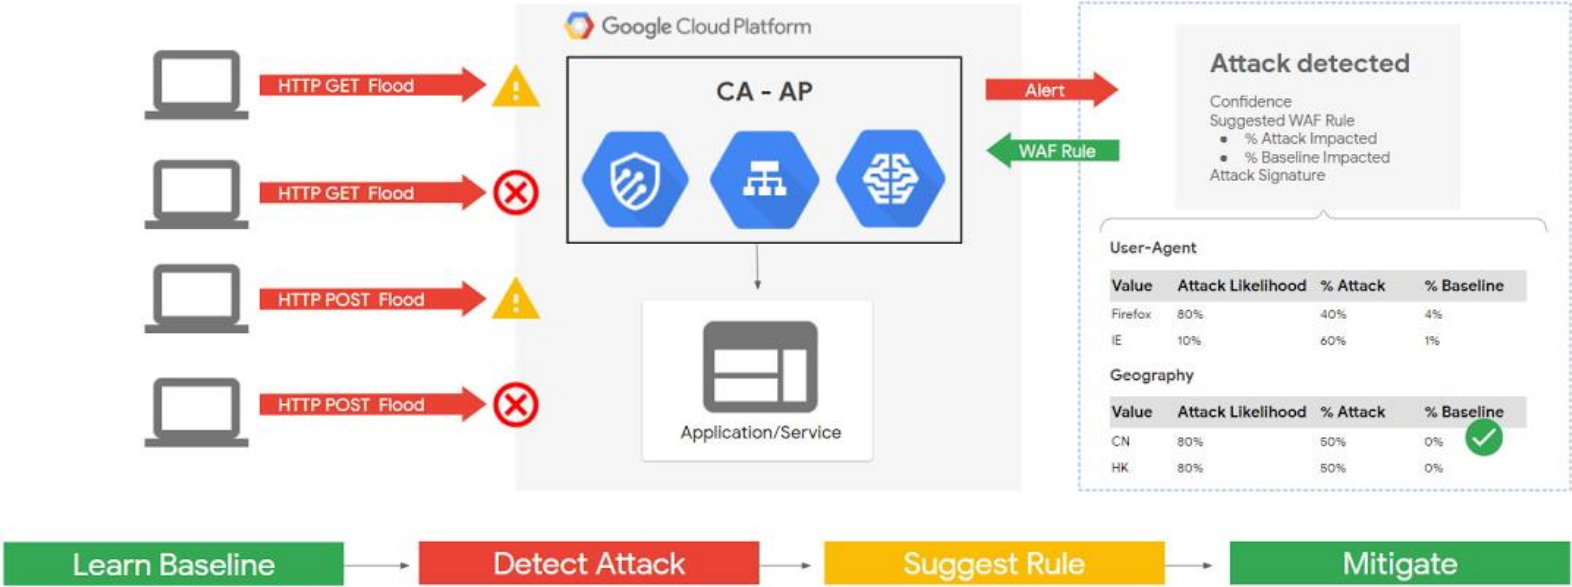 Google Cloud Platform
HTTP GET Flood
HTTP GET Flood
HTTP POST Flood
HTTP POST Flood
CA - AP
Application/Service
Alert
WAF Rule
Attack detected
Confidence
Suggested WAF Rule
● % Attack Impacted
● % Baseline Impacted
Attack Signature
User-Agent
Value Attack Likelihood % Attack % Baseline
Firefox 80% 40% 4%
IE 10% 60% 1%
Geography
Value Attack Likelihood % Attack % Baseline
CN 80% 50% 0%
HK 80% 50% 0%
Learn Baseline Detect Attack Suggest Rule Mitigate